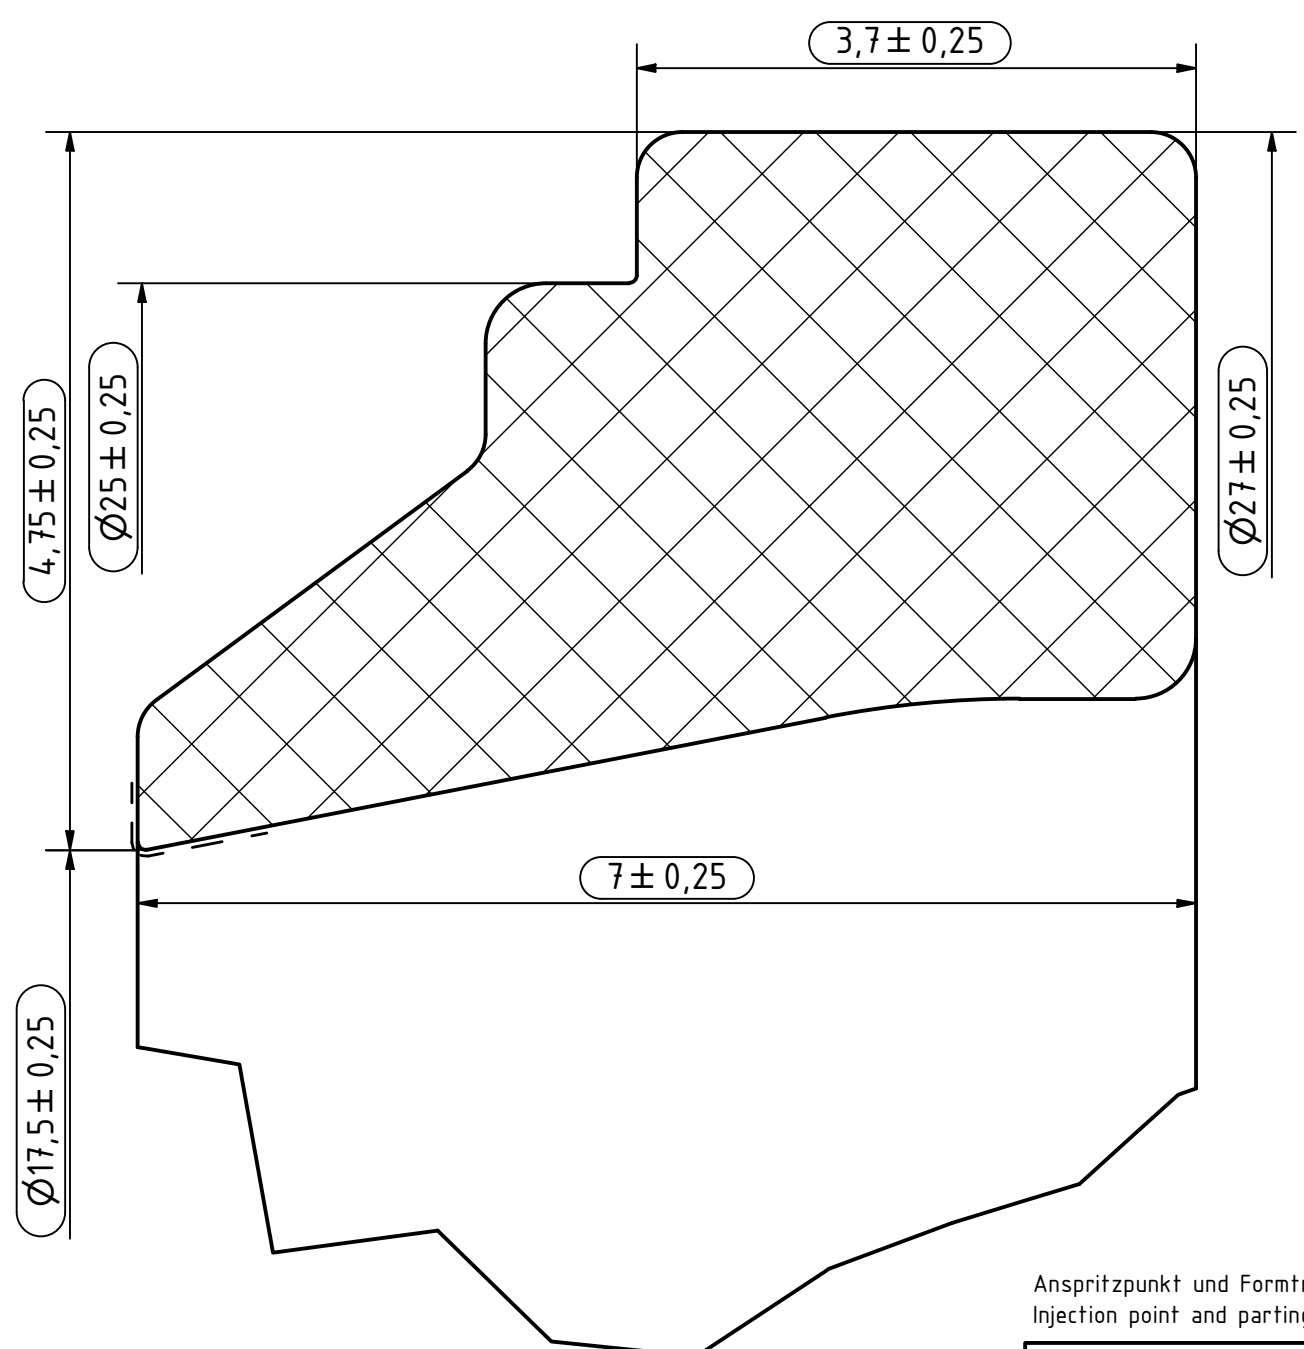 3,7± 0,25
4,75± 0,25
Ø25± 0,25
Ø27± 0,25
7± 0,25
Ø17,5± 0,25
Anspritzpunkt und
Injection point and parting